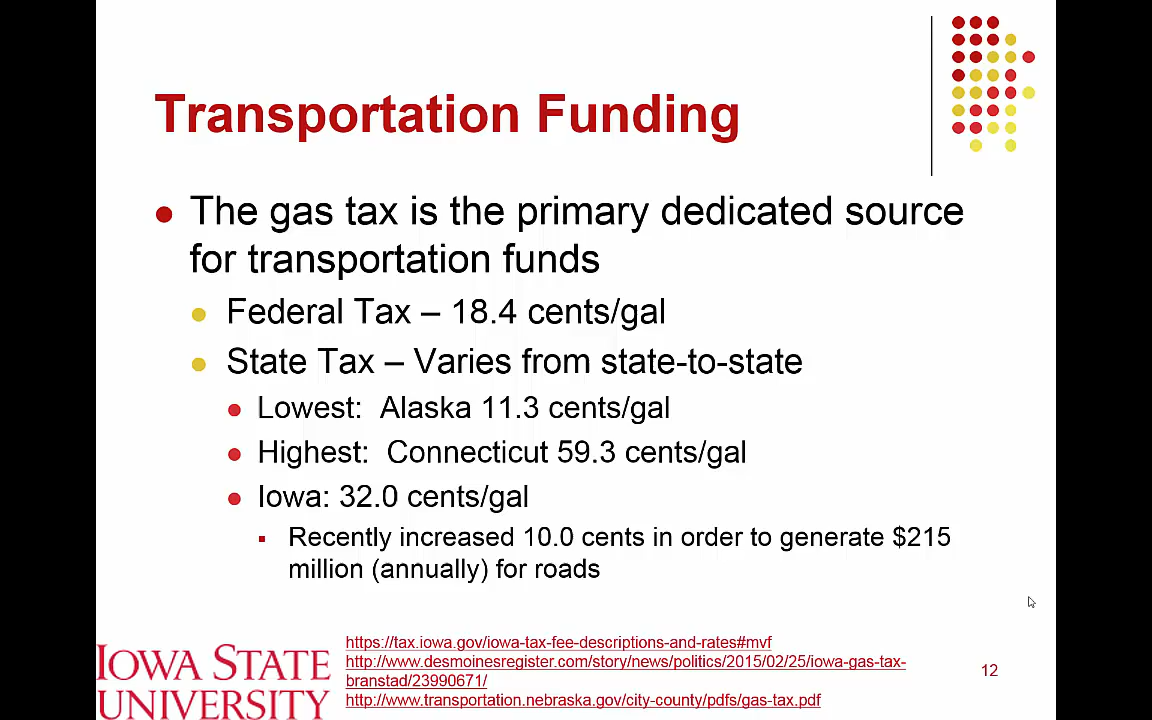 Transportation Funding
The gas tax is the primary dedicated source
for transportation funds
Federal Tax – 18.4 cents/gal
State Tax – Varies from state-to-state
Lowest:  Alaska 11.3 cents/gal
Highest:  Connecticut 59.3 cents/gal
Iowa: 32.0 cents/gal
Recently increased 10.0 cents in order to generate $215
million (annually) for roads
IOWA STATE
UNIVERSITY
https://tax.iowa.gov/iowa-tax-fee-descriptions-and-rates#mvf
http://www.desmoinesregister.com/story/news/politics/2015/02/25/iowa-gas-tax-
branstad/23990671/
http://www.transportation.nebraska.gov/city-county/pdfs/gas-tax.pdf
12